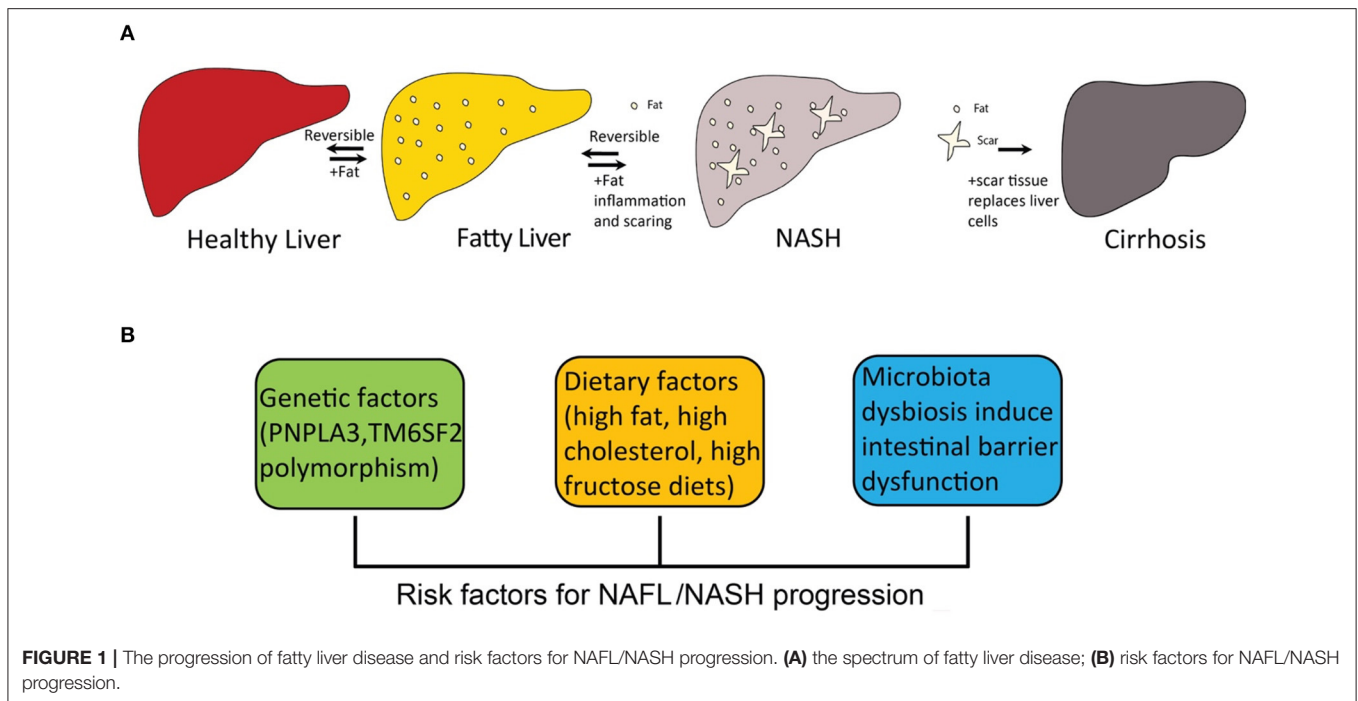 A
Reversible
+Fat
Fat
Reversible
+Fat
inflammation
and scaring
Fat
Scar
+scar tissue
replaces liver
cells
Healthy Liver
Fatty Liver
NASH
Cirrhosis
B
Genetic factors
(PNPLA3,TM6SF2
polymorphism)
Dietary factors
(high fat, high
cholesterol, high
fructose diets)
Microbiota
dysbiosis induce
intestinal barrier
dysfunction
Risk factors for NAFL/NASH progression
FIGURE 1 | The progression of fatty liver disease and risk factors for NAFL/NASH progression. (A) the spectrum of fatty liver disease; (B) risk factors for NAFL/NASH
progression.